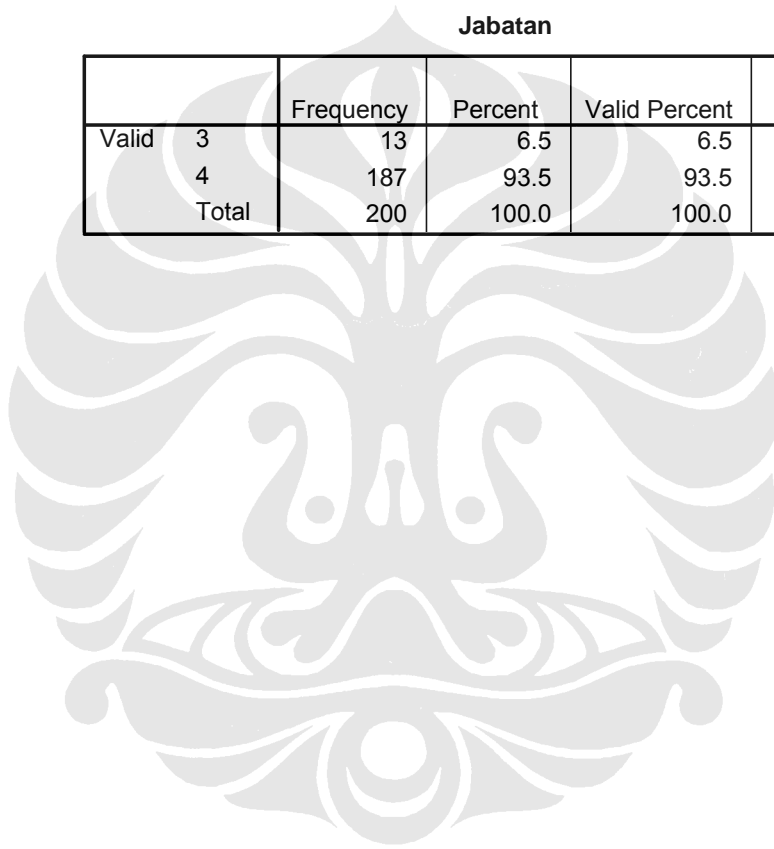 Jabatan
Frequency Percent Valid Percent
Valid 3 13 6.5 6.5
4 187 93.5 93.5
Total 200 100.0 100.0